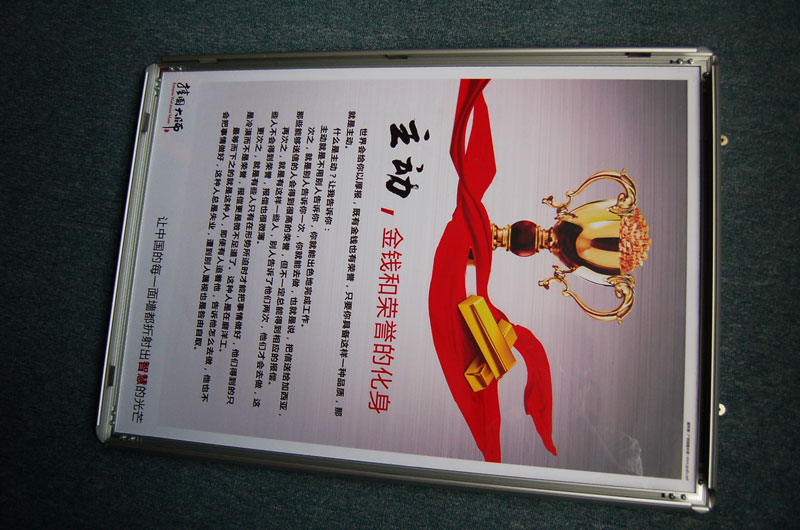 主动，金钱和荣誉的化身
世界会给你以厚报，既有金钱也有荣誉，只要你具备这样一种品质，那
就是主动。
什么是主动？让我告诉你：
主动就是不用别人告诉你，你就能出色地完成工作。
次之，就是别人告诉你一次，你就能去做，也就是说，把信送给加西亚，
那些能够送信的人会得到很高的荣誉，但不一定总能得到相应的报偿。
再次之，就是有这样一些人，别人告诉了他们两次，他们才会去做，这
些人不会得到荣誉，报偿也很微薄。
更次之，就是有些人只有在形势所迫时才能把事情做好，他们得到的只
是冷漠而不是荣誉，报偿更是微不足道了。这种人是在磨洋工。
最等而下之的就是这种人，即使有人追着他，告诉他怎么去做，他也不
会把事情做好，这种人总是失业，遭到别人蔑视也是咎由自取。
挂图大师
让中国的每一面墙都折射出智慧的光芒